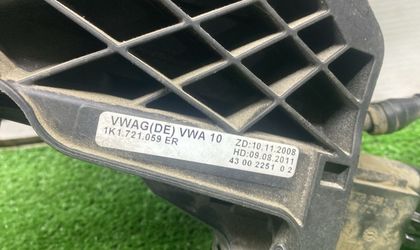 VWAG(DE) VWA 10
1K1.721.059 ER
ZD:10.11.2008
HD:09.08.2011
43 00 2251 0 2